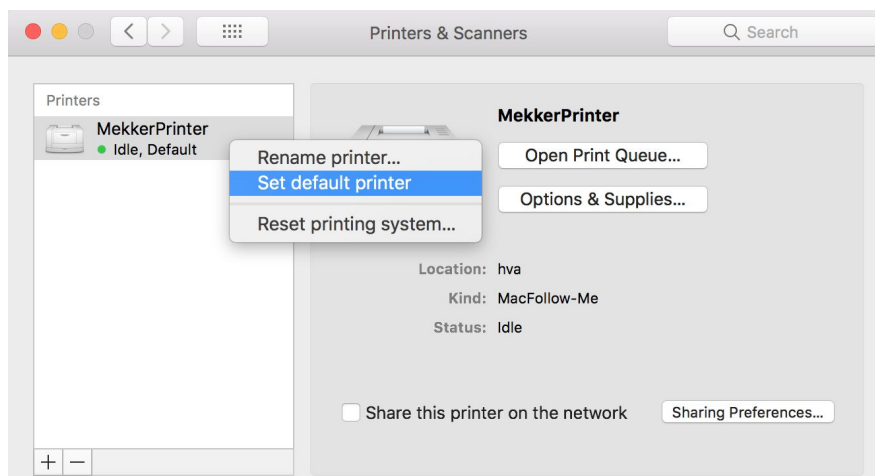 Printers & Scanners
Search
Printers
MekkerPrinter
Idle, Default
Rename printer...
Set default printer
Reset printing system...
MekkerPrinter
Open Print Queue...
Options & Supplies...
Location: hva
Kind: MacFollow-Me
Status: Idle
Share this printer on the network
Sharing Preferences...